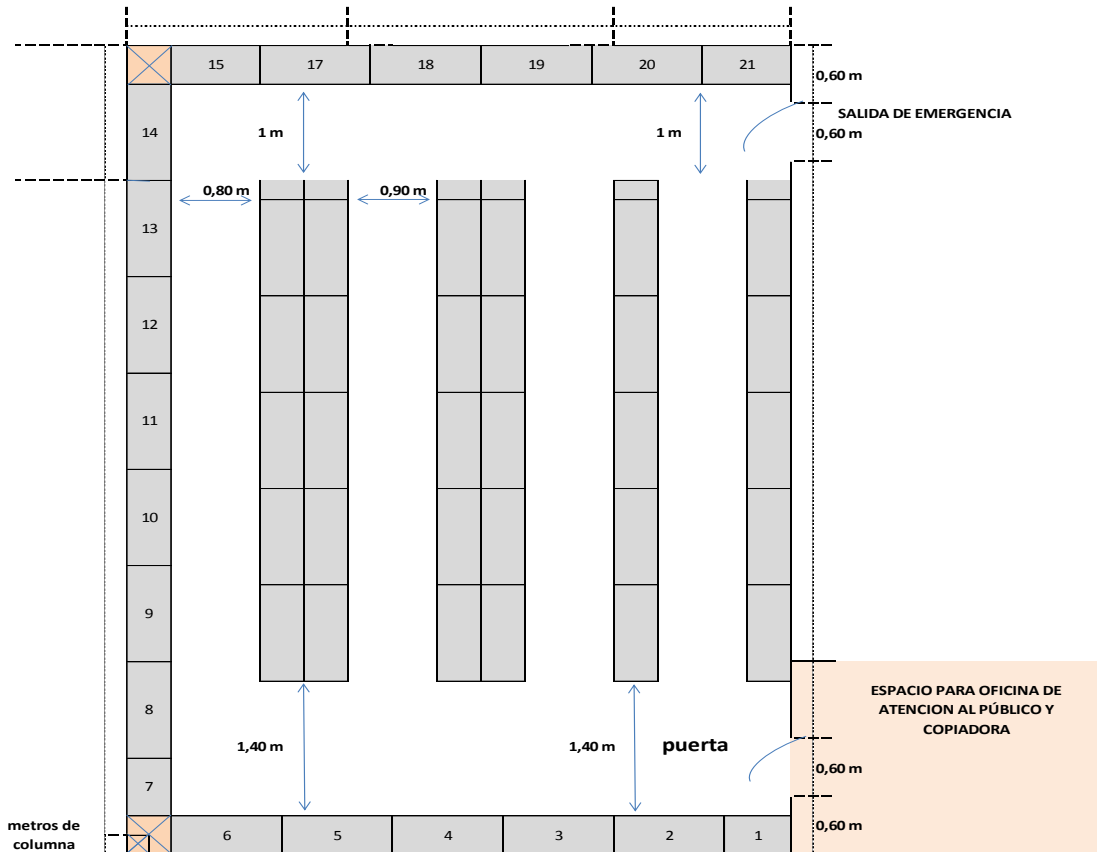 15 17 18 19 20 21
0,60 m
SALIDA DE EMERGENCIA
14 1 m 1 m 0,60 m
0,80 m 0,90 m
13
12
11
10
9
8
ESPACIO PARA OFICINA DE
ATENCION AL PÚBLICO Y
COPIADORA
1,40 m 1,40 m puerta
0,60 m
7
0,60 m
metros de
columna
6 5 4 3 2 1